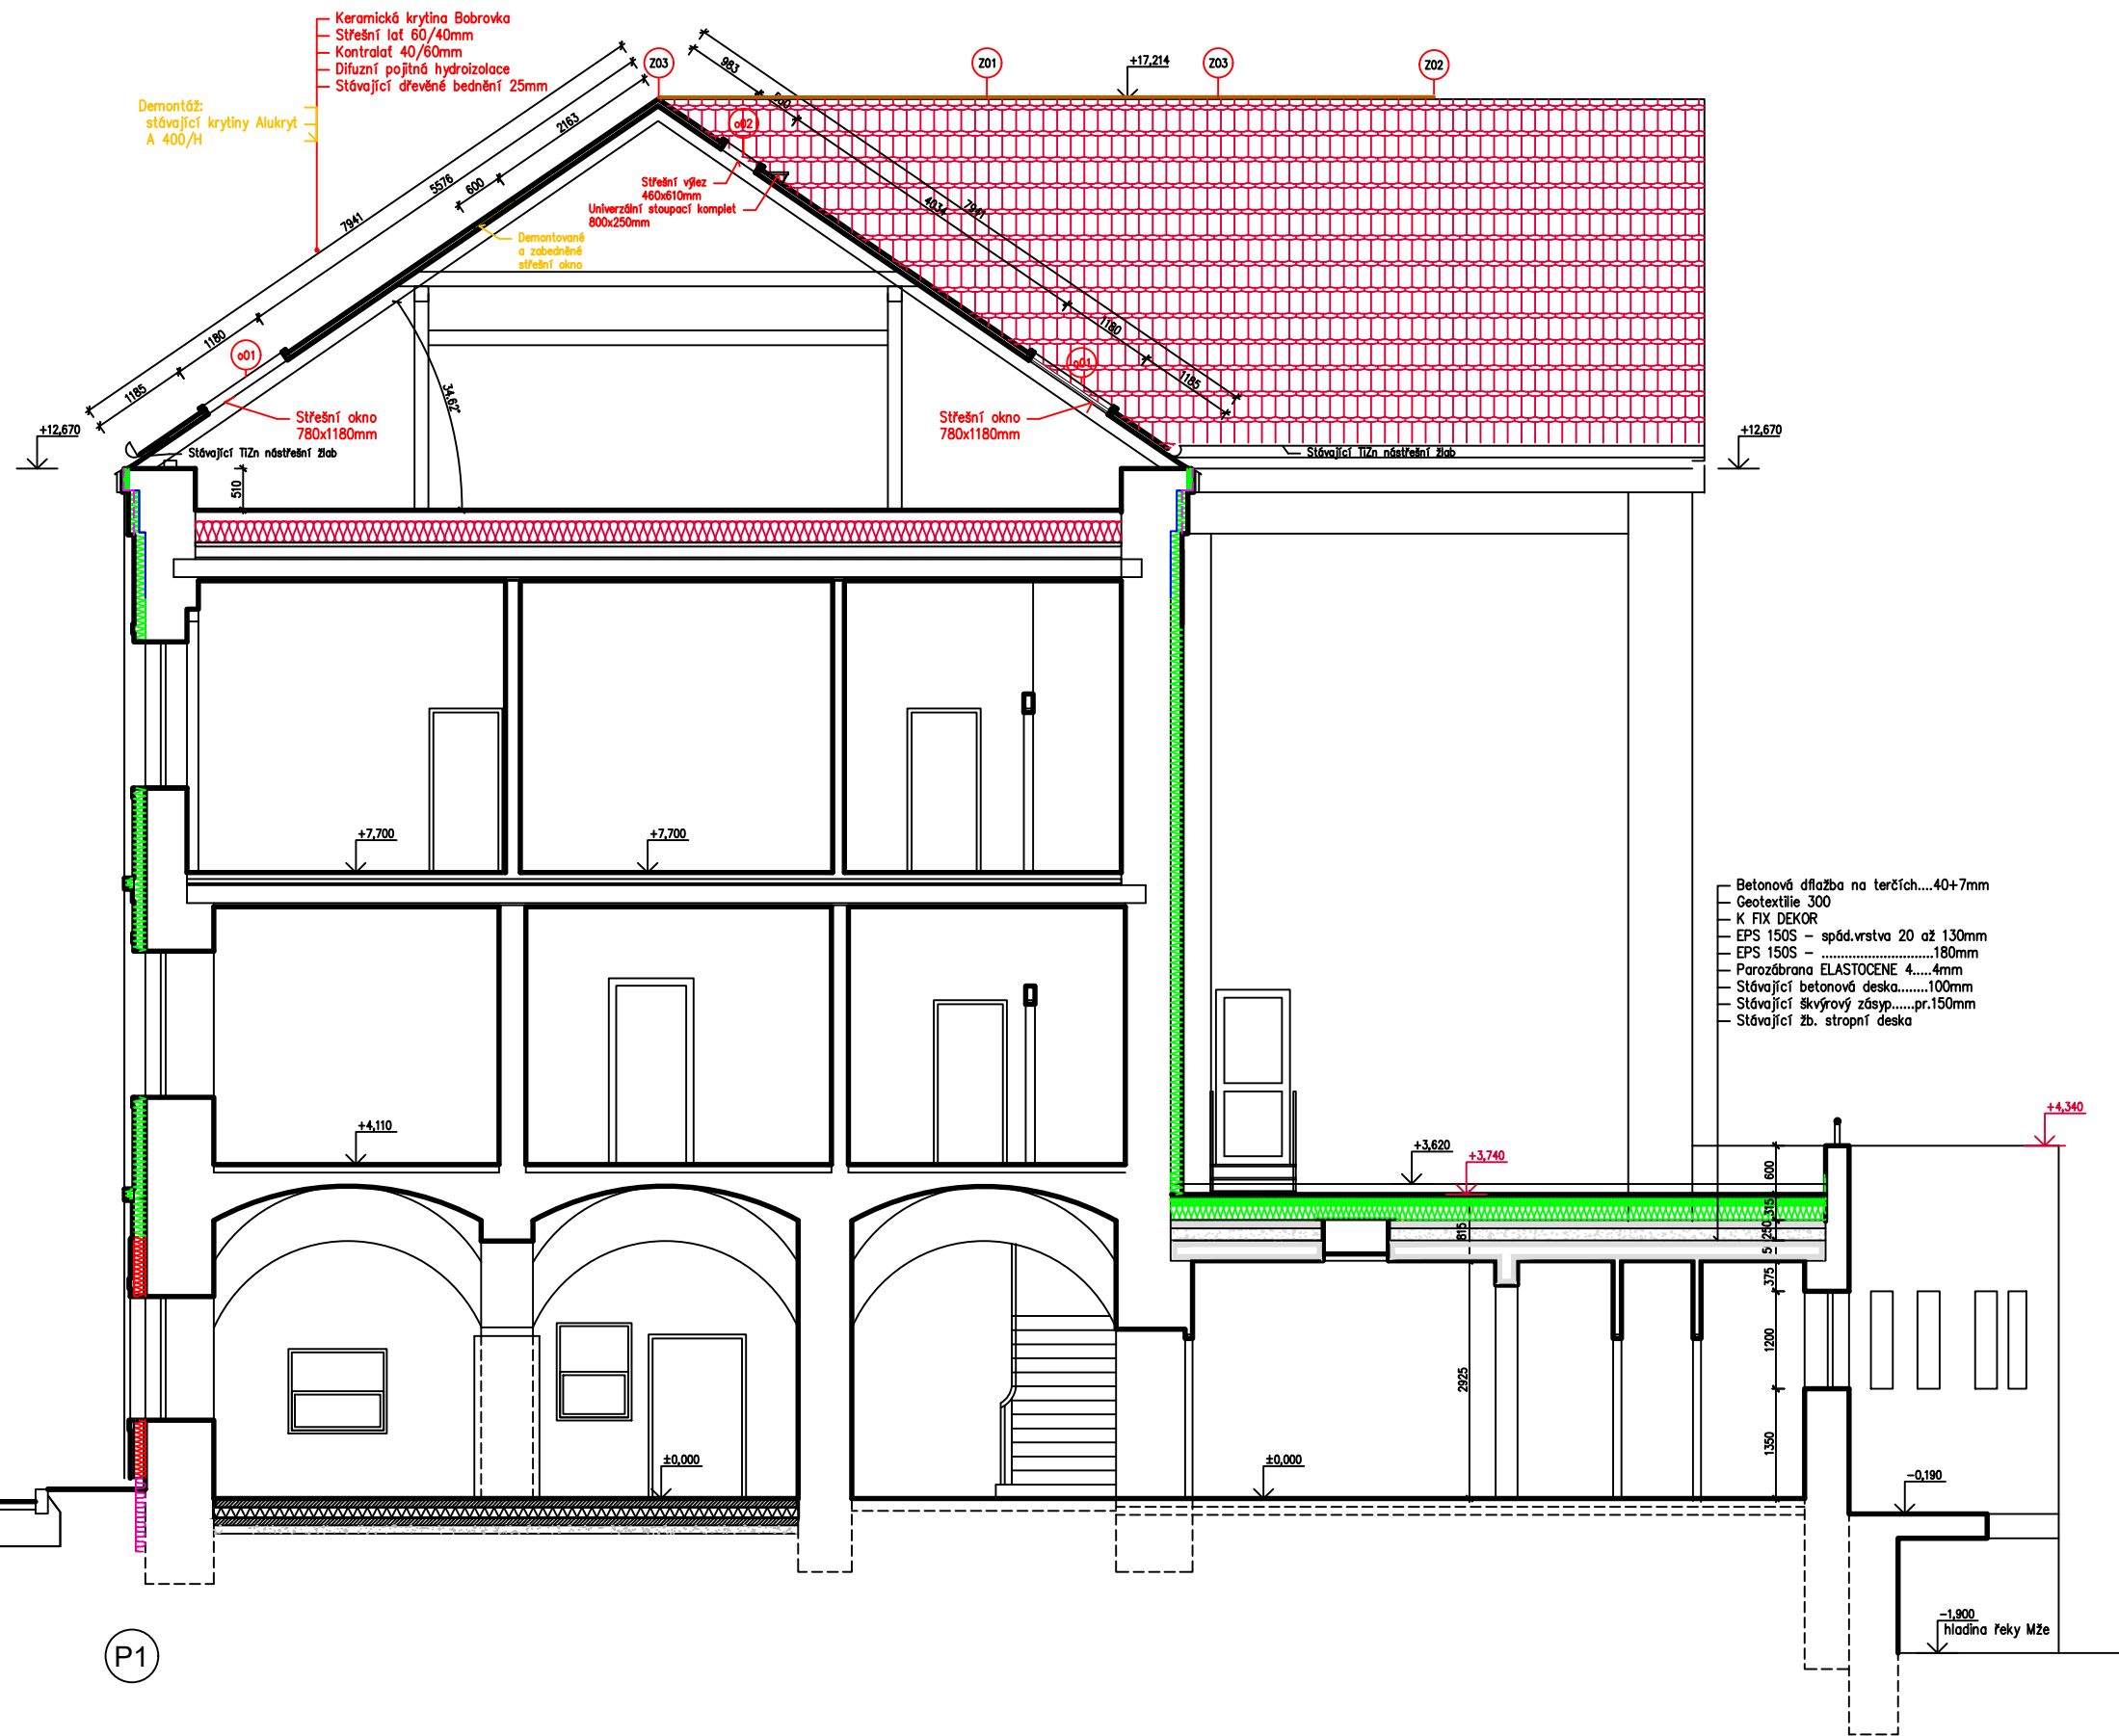 Keramická krytina Bobrovka
Střešní lať 60/40mm
Kontralať 40/60mm
Difuzní pojitná hydroizolace
Stávající dřevěné bednění 25mm
Demontáž:
stávající krytiny Alukryt
A 400/H
Z03
Z01
Z03
Z02
+17,214
983
500
o02
2163
5576
600
7941
Střešní výlez
460x610mm
Univerzální stoupací komplet
800x250mm
Demontované
a zabedněné
střešní okno
4034
7941
1180
1185
o01
1180
1185
o01
34,62°
Střešní okno
780x1180mm
Střešní okno
780x1180mm
+12,670
+12,670
Stávající TiZn nástřešní žlab
Stávající TiZn nástřešní žlab
510
+7,700
+7,700
Betonová dlažba na terčích....40+7mm
Geotextilie 300
K FIX DEKOR
EPS 150S - spád.vrstva 20 až 130mm
EPS 150S - ............................180mm
Parozábrana ELASTOCENE 4.....4mm
Stávající betonová deska........100mm
Stávající škvýrový zásyp......pr.150mm
Stávající žb. stropní deska
+4,110
+3,620
+3,740
+4,340
600
315
250
5
815
375
1200
2925
1350
±0,000
±0,000
-0,190
-1,900
hladina řeky Mže
P1